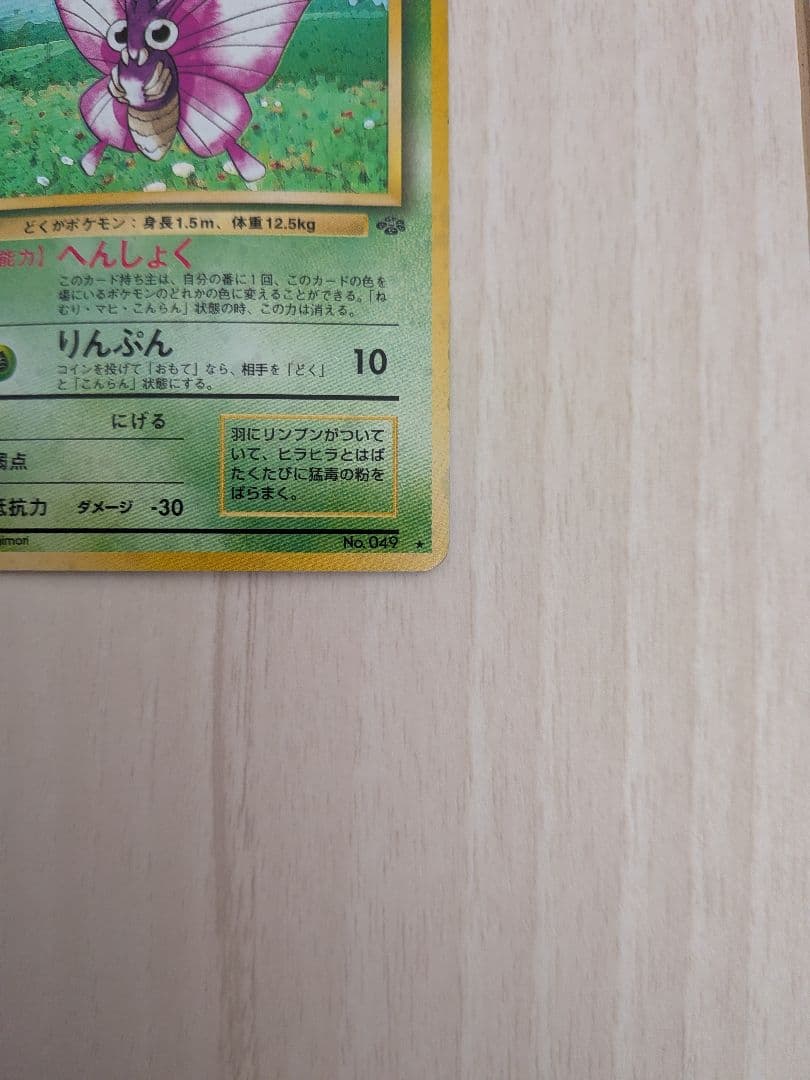 どくがポケモン：身長1.5m、体重12.5kg
能力】へんしょく
このカード持ち主は、自分の番に1回、このカードの色を
場にいるポケモンのどれかの色に変えることができる。「ね
むり・マヒ・こんらん」状態の時、この力は消える。
りんぷん 10
コインを投げて「おもて」なら、相手を「どく」
と「こんらん」状態にする。
にげる
弱点
抵抗力 ダメージ -30
羽にリンプンがついて
いて、ヒラヒラとはば
たくたびに猛毒の粉を
ばらまく。
imori
No. 049 ★